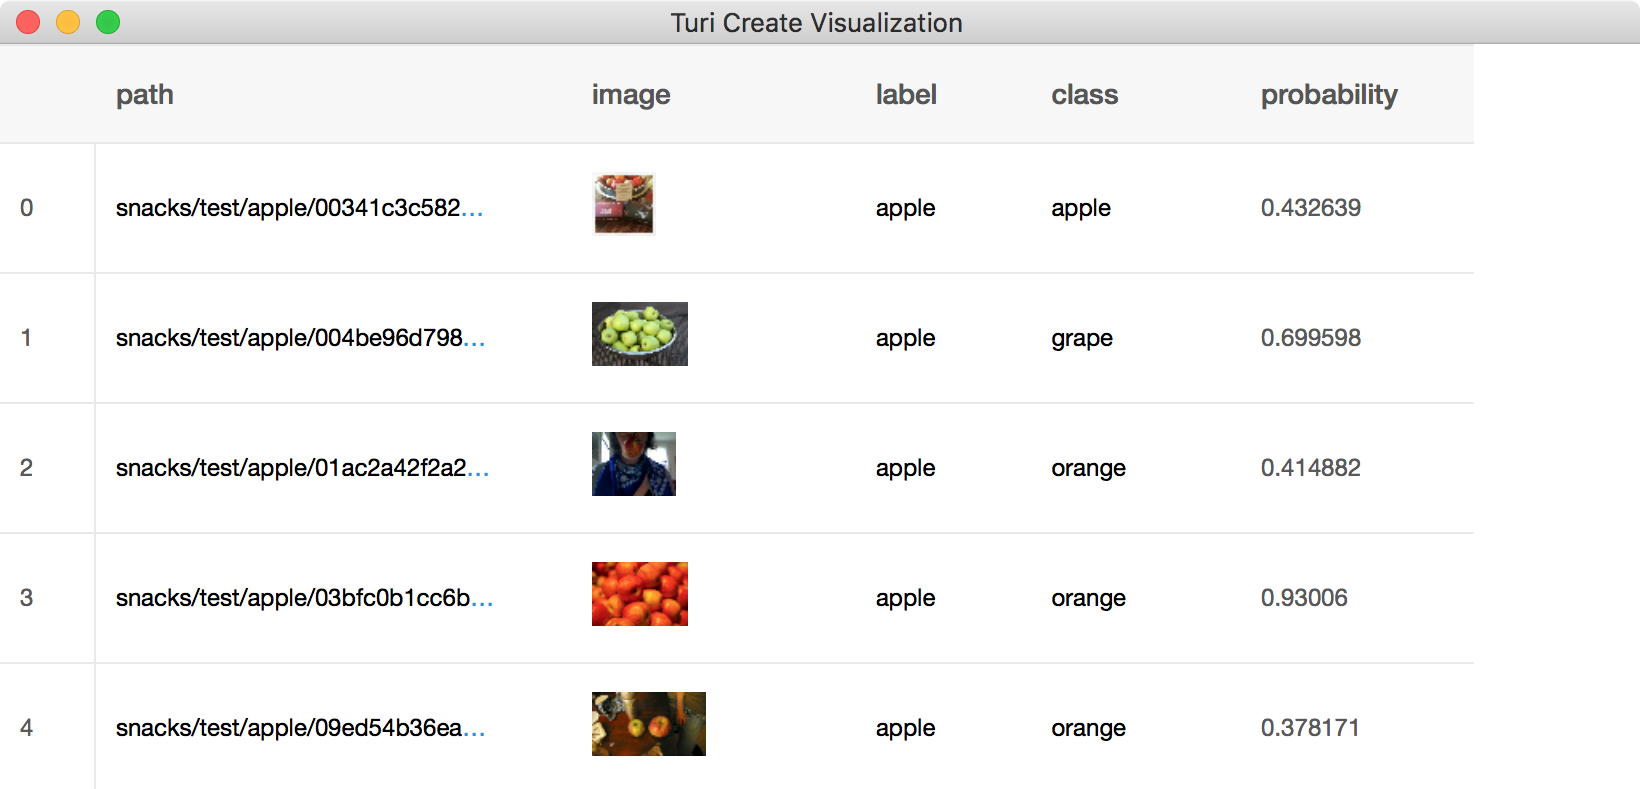 Turi Create Visualization
path image label class probability
0 snacks/test/apple/00341c3c582... apple apple 0.432639
1 snacks/test/apple/004be96d798... apple grape 0.699598
2 snacks/test/apple/01ac2a42f2a2... apple orange 0.414882
3 snacks/test/apple/03bfc0b1cc6b... apple orange 0.93006
4 snacks/test/apple/09ed54b36ea... apple orange 0.378171